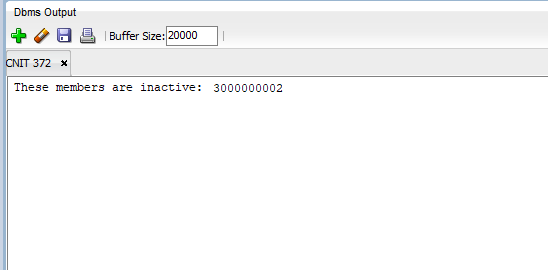 Dbms Output
Buffer Size: 20000
CNIT 372
These members are inactive: 3000000002